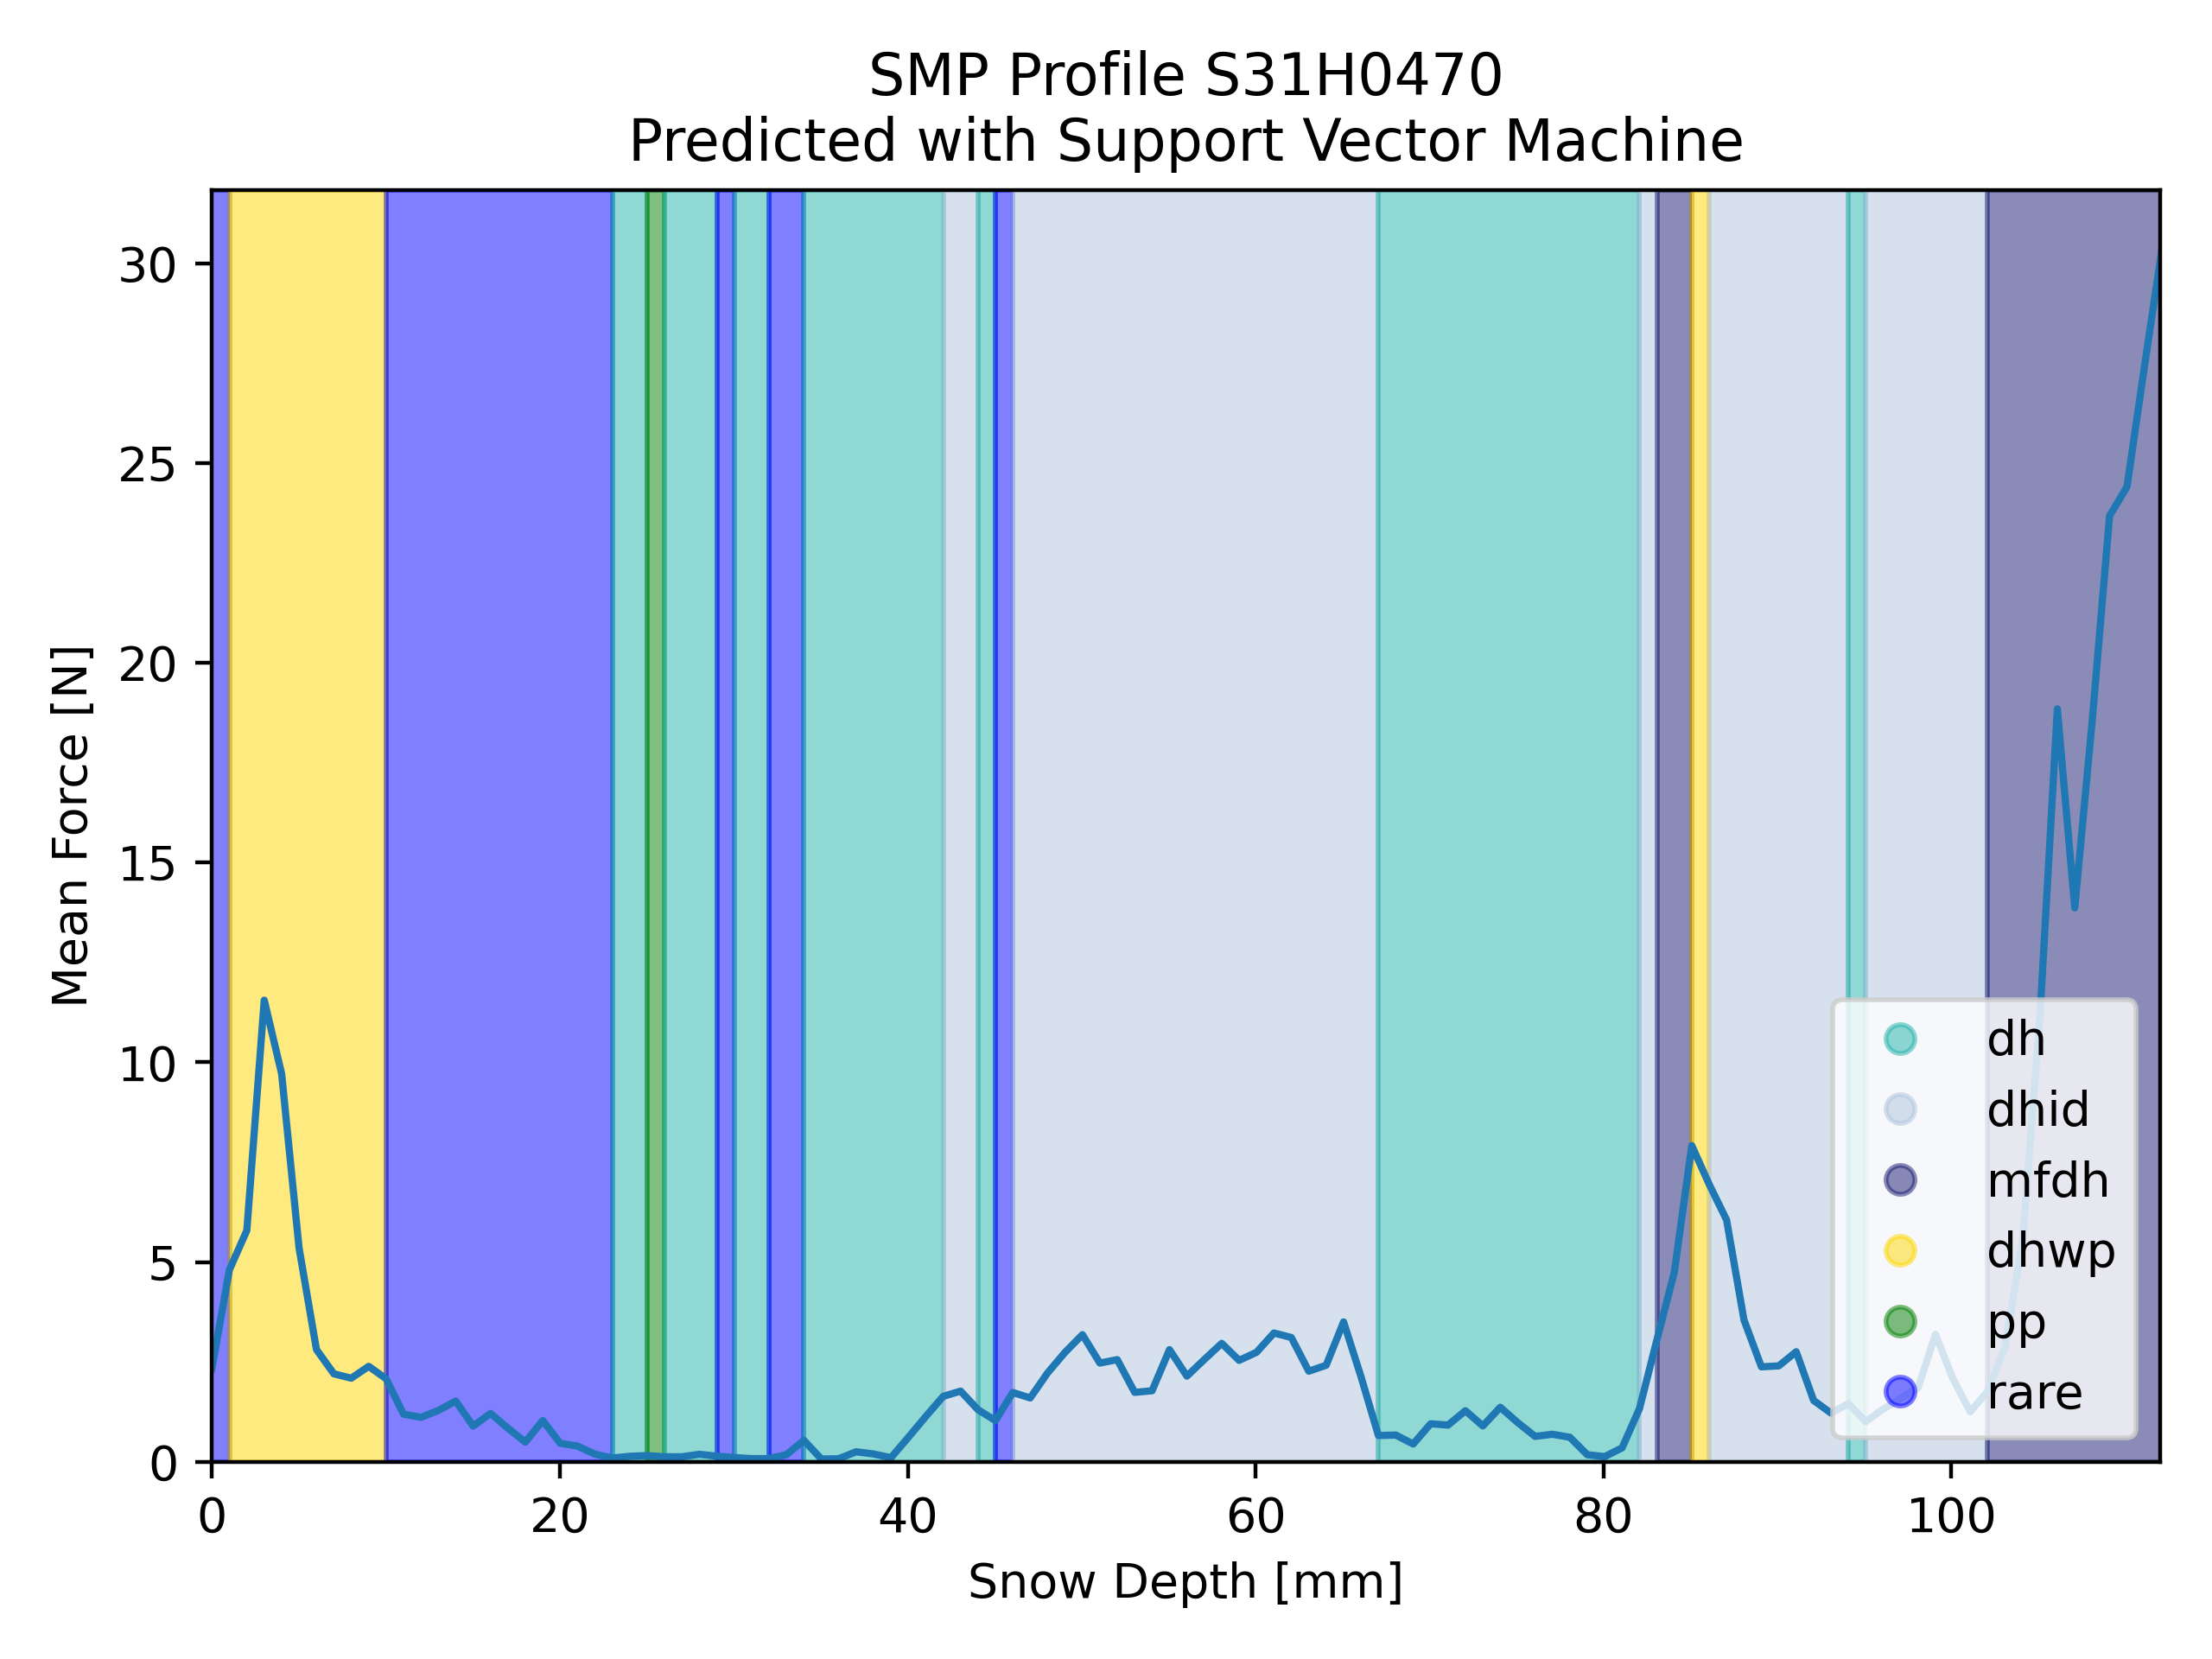 SMP Profile S31H0470
Predicted with Support Vector Machine
30
25
20
15
10
5
0
Mean Force [N]
dh
dhid
mfdh
dhwp
pp
rare
0 20 40 60 80 100
Snow Depth [mm]